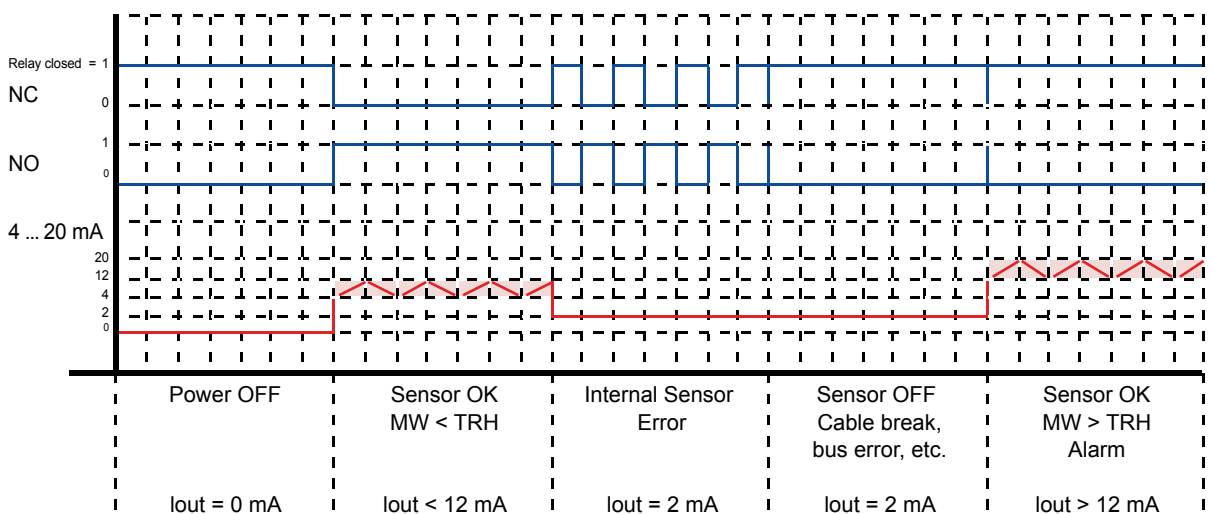 Relay closed = 1
NC
0
1
NO
0
4 ... 20 mA
20
12
4
2
0
Power OFF
Iout = 0 mA
Sensor OK
MW < TRH
Iout < 12 mA
Internal Sensor
Error
Iout = 2 mA
Sensor OFF
Cable break,
bus error, etc.
Iout = 2 mA
Sensor OK
MW > TRH
Alarm
Iout > 12 mA